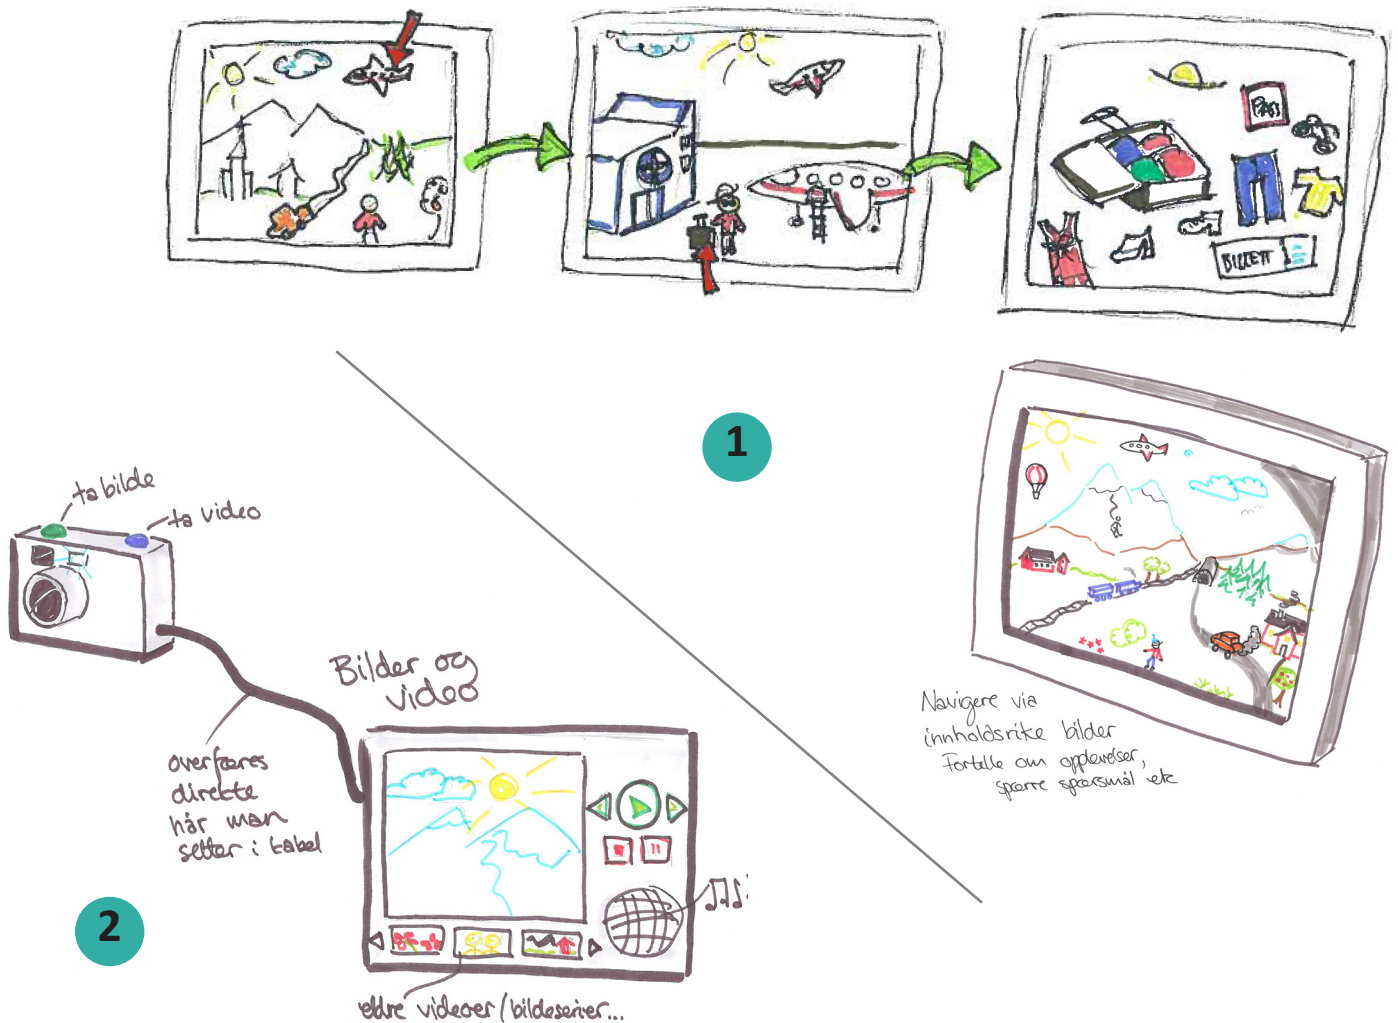 PASS
BILLETT
1
ta bilde
ta video
Navigere via
innholdsrike bilder
Fortelle om opplevelser,
spørre spørsmål etc
Bilder og
video
overføres
direkte
når man
setter i kabel
2
eldre videoer / bildeserier...